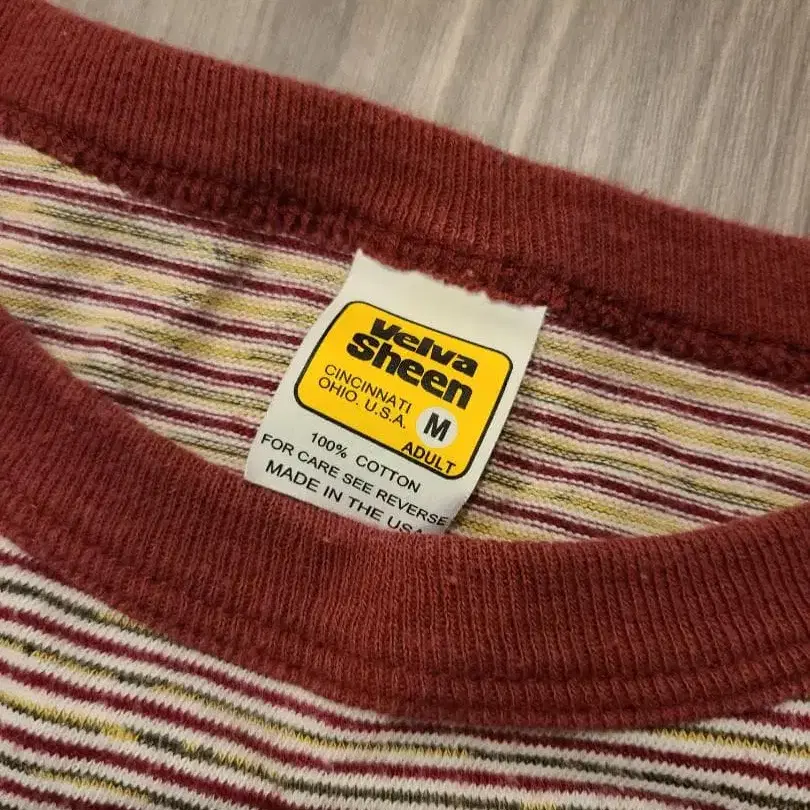 Velva
Sheen
CINCINNATI
OHIO. U.S.A.
M
ADULT
100% COTTON
FOR CARE SEE REVERSE
MADE IN THE USA